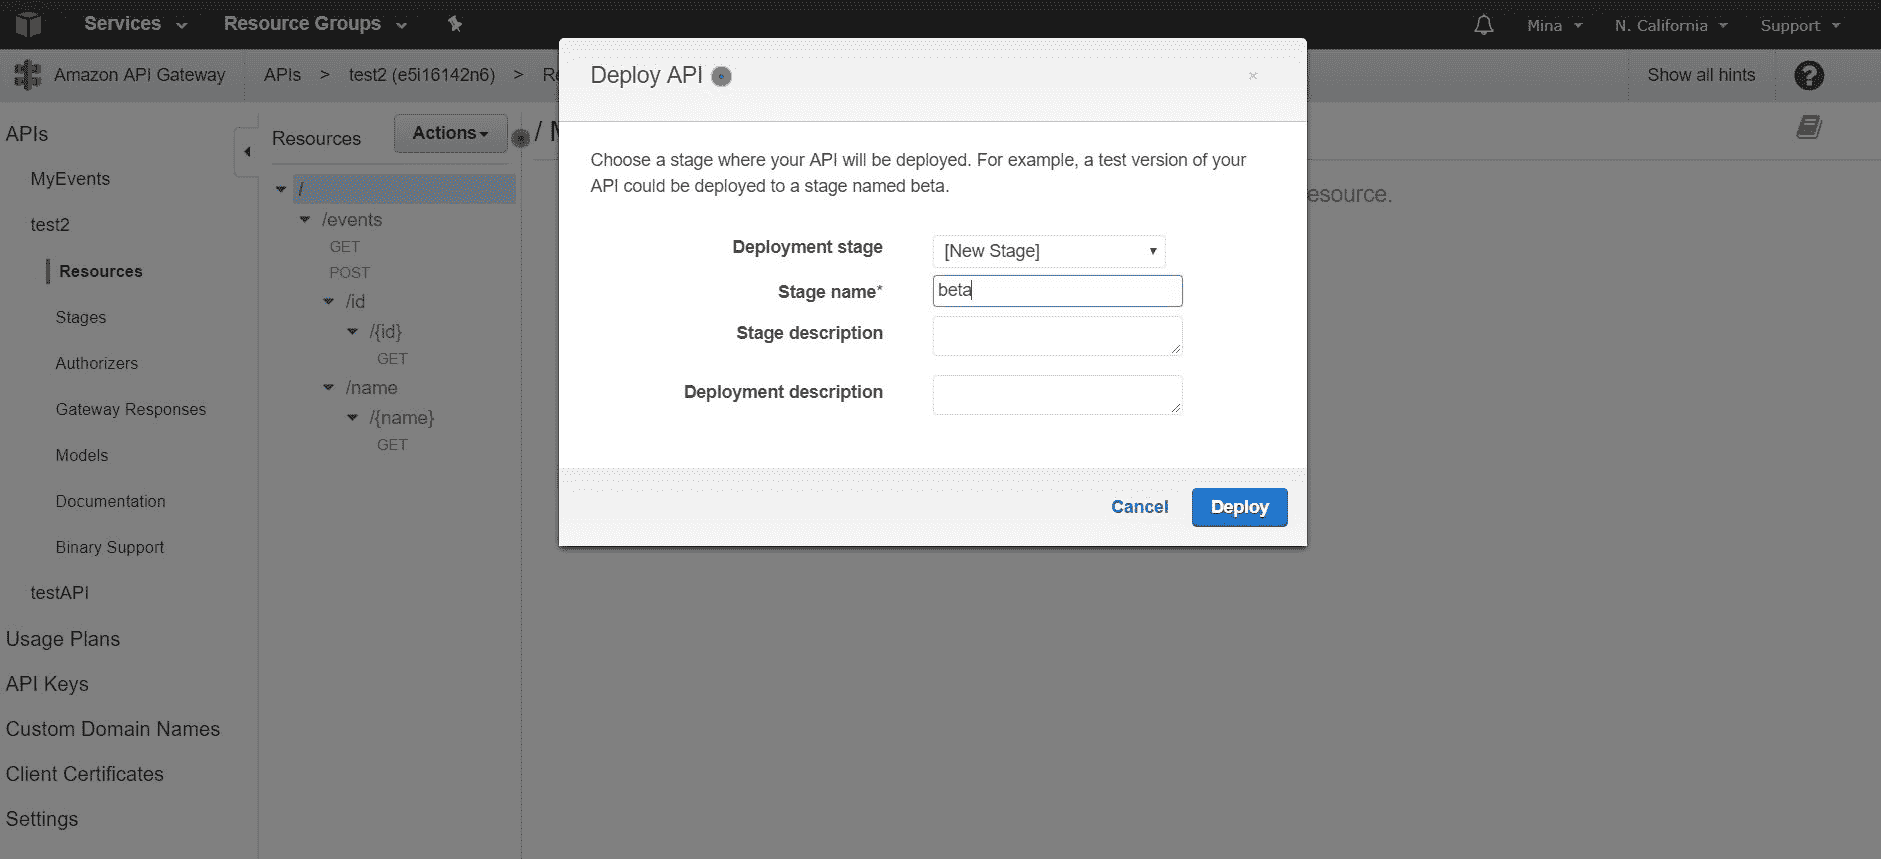 Services Resource Groups Mina N. California Support
Amazon API Gateway APIs > test2 (e5i16142n6) > Re Show all hints ?
Deploy API ×
APIs
MyEvents
test2
Resources
Stages
Authorizers
Gateway Responses
Models
Documentation
Binary Support
testAPI
Usage Plans
API Keys
Custom Domain Names
Client Certificates
Settings
Resources Actions / M
/
/events
GET
POST
/id
/{id}
GET
/name
/{name}
GET
Choose a stage where your API will be deployed. For example, a test version of your
API could be deployed to a stage named beta.
Deployment stage [New Stage]
Stage name* beta
Stage description
Deployment description
Cancel Deploy
esource.